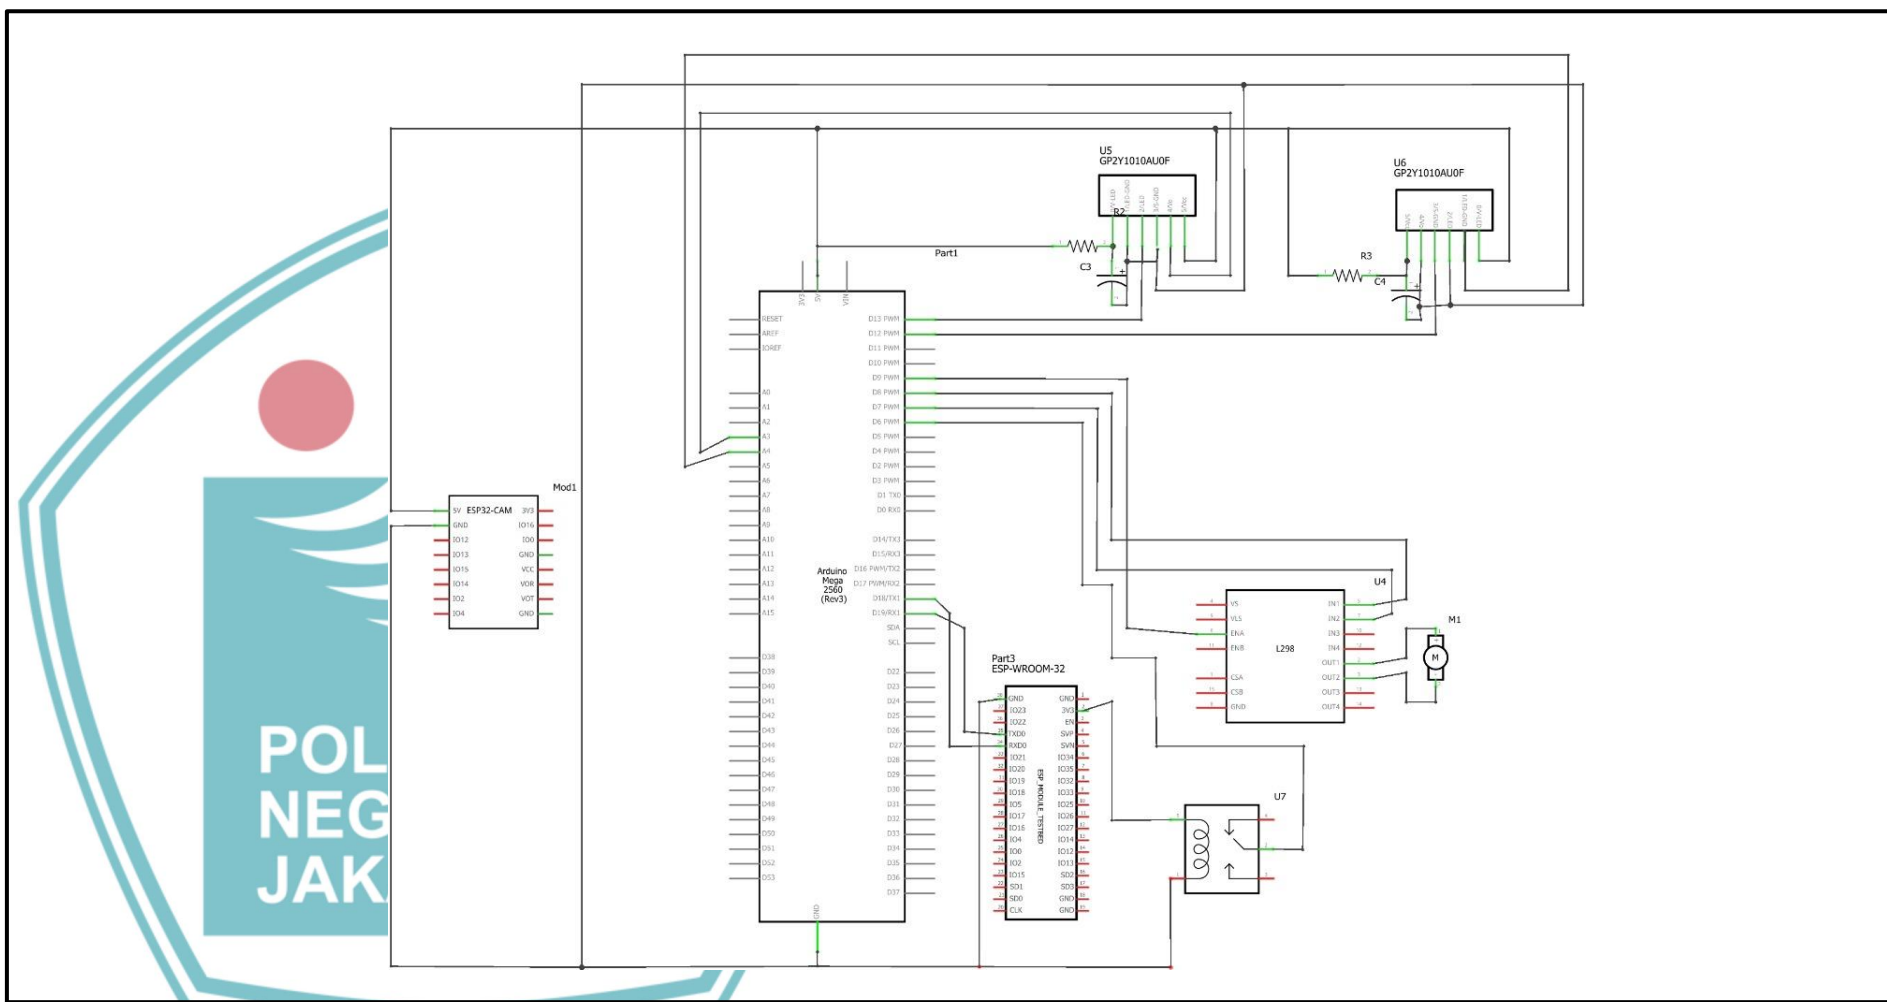 U5
GP2Y1010AU0F
U6
GP2Y1010AU0F
R2
Part1
C3
R3
C4
3V3
5V
VIN
RESET
AREF
IOREF
A0
A1
A2
A3
A4
A5
A6
A7
A8
A9
A10
A11
A12
A13
A14
A15
D38
D39
D40
D41
D42
D43
D44
D45
D46
D47
D48
D49
D50
D51
D52
D53
Arduino
Mega
2560
(Rev3)
D13 PWM
D12 PWM
D11 PWM
D10 PWM
D9 PWM
D8 PWM
D7 PWM
D6 PWM
D5 PWM
D4 PWM
D2 PWM
D3 PWM
D1 TX0
D0 RX0
D14/TX3
D15/RX3
D16 PWM/TX2
D17 PWM/RX2
D18/TX1
D19/RX1
SDA
SCL
D22
D23
D24
D25
D26
D27
D28
D29
D30
D31
D32
D33
D34
D35
D36
D37
GND
Mod1
ESP32-CAM
5V
GND
IO12
IO13
IO15
IO14
IO2
IO4
3V3
IO16
IO0
GND
VCC
VOR
VOT
GND
U4
L298
VS
VLS
ENA
ENB
CSA
CSB
GND
IN1
IN2
IN3
IN4
OUT1
OUT2
OUT3
OUT4
M1
M
Part3
ESP-WROOM-32
ESP_MODULE_TESTBED
GND
IO23
IO22
TXD0
RXD0
IO21
IO20
IO19
IO18
IO5
IO17
IO16
IO4
IO0
IO2
IO15
SD1
SD0
CLK
GND
3V3
EN
SVP
SVN
IO34
IO35
IO32
IO33
IO25
IO26
IO27
IO14
IO12
IO13
SD2
SD3
GND
GND
U7
POL
NEG
JAK